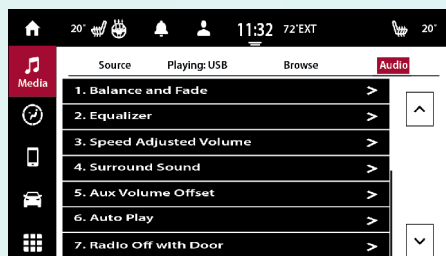 20° 11:32 72°EXT 20°
Media
Source Playing: USB Browse Audio
1. Balance and Fade >
2. Equalizer >
3. Speed Adjusted Volume >
4. Surround Sound >
5. Aux Volume Offset >
6. Auto Play >
7. Radio Off with Door >